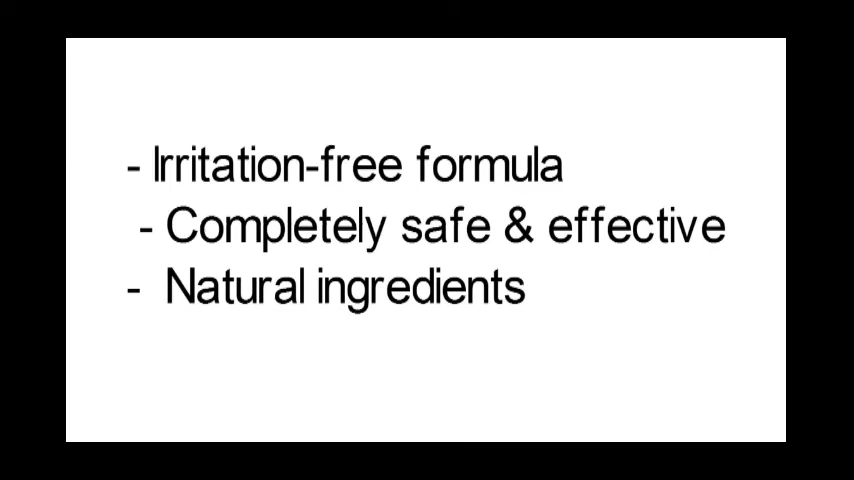 - Irritation-free formula
- Completely safe & effective
- Natural ingredients